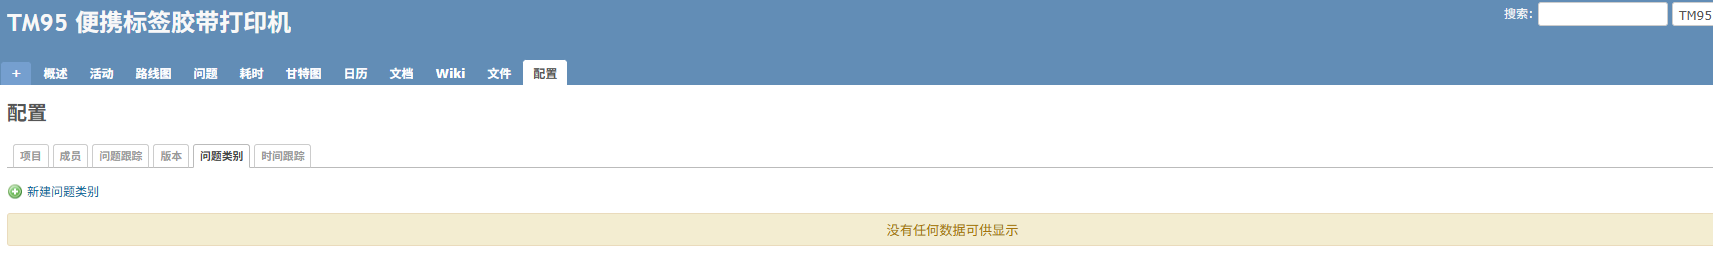 TM95 便携标签胶带打印机
搜索: TM95
+ 概述 活动 路线图 问题 耗时 甘特图 日历 文档 Wiki 文件 配置
配置
项目 成员 问题跟踪 版本 问题类别 时间跟踪
新建问题类别
没有任何数据可供显示